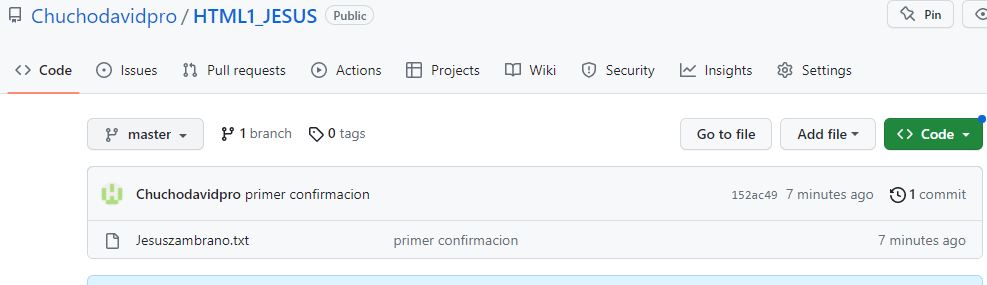 Chuchodavidpro / HTML1_JESUS Public Pin
Code Issues Pull requests Actions Projects Wiki Security Insights Settings
master 1 branch 0 tags Go to file Add file Code
Chuchodavidpro primer confirmacion 152ac49 7 minutes ago 1 commit
Jesuszambrano.txt primer confirmacion 7 minutes ago